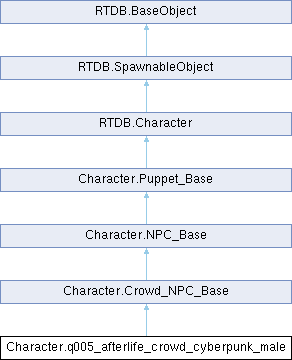 RTDB.BaseObject
RTDB.SpawnableObject
RTDB.Character
Character.Puppet_Base
Character.NPC_Base
Character.Crowd_NPC_Base
Character.q005_afterlife_crowd_cyberpunk_male